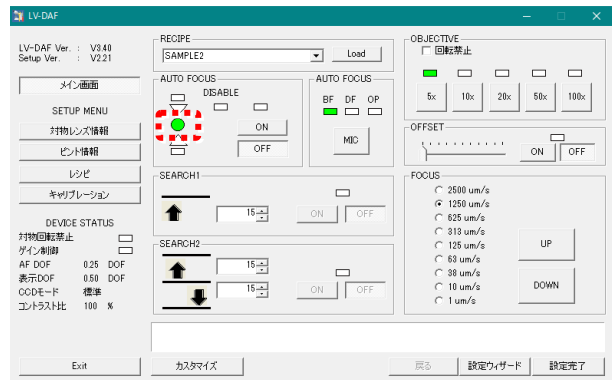 LV-DAF
LV-DAF Ver. : V3.40
Setup Ver. : V2.21
メイン画面
SETUP MENU
対物レンズ情報
ピント情報
レシピ
キャリブレーション
DEVICE STATUS
対物回転禁止
ゲイン制御
AF DOF 0.25 DOF
表示DOF 0.50 DOF
CCDモード 標準
コントラスト比 100 %
Exit
RECIPE
SAMPLE2
Load
AUTO FOCUS
DISABLE
ON
OFF
AUTO FOCUS
BF DF OP
MIC
SEARCH1
15
ON OFF
SEARCH2
15
15
ON OFF
OBJECTIVE
回転禁止
5x 10x 20x 50x 100x
OFFSET
ON OFF
FOCUS
2500 um/s
1250 um/s
625 um/s
313 um/s
125 um/s
63 um/s
38 um/s
10 um/s
1 um/s
UP
DOWN
カスタマイズ
戻る
設定ウィザード
設定完了